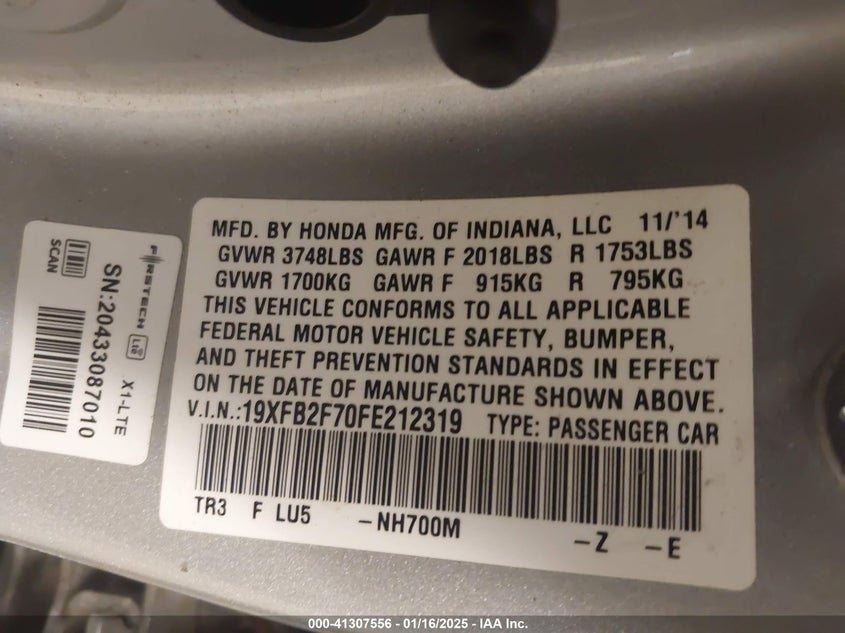 MFD. BY HONDA MFG. OF INDIANA, LLC 11/'14
GVWR 3748LBS GAWR F 2018LBS R 1753LBS
GVWR 1700KG GAWR F 915KG R 795KG
THIS VEHICLE CONFORMS TO ALL APPLICABLE
FEDERAL MOTOR VEHICLE SAFETY, BUMPER,
AND THEFT PREVENTION STANDARDS IN EFFECT
ON THE DATE OF MANUFACTURE SHOWN ABOVE.
V.I.N.:19XFB2F70FE212319 TYPE: PASSENGER CAR
TR3 F LU5 -NH700M
-Z -E
FIRSTECH LTE X1-LTE
SN:20433087010
SCAN
000-41307556 - 01/16/2025 - IAA Inc.